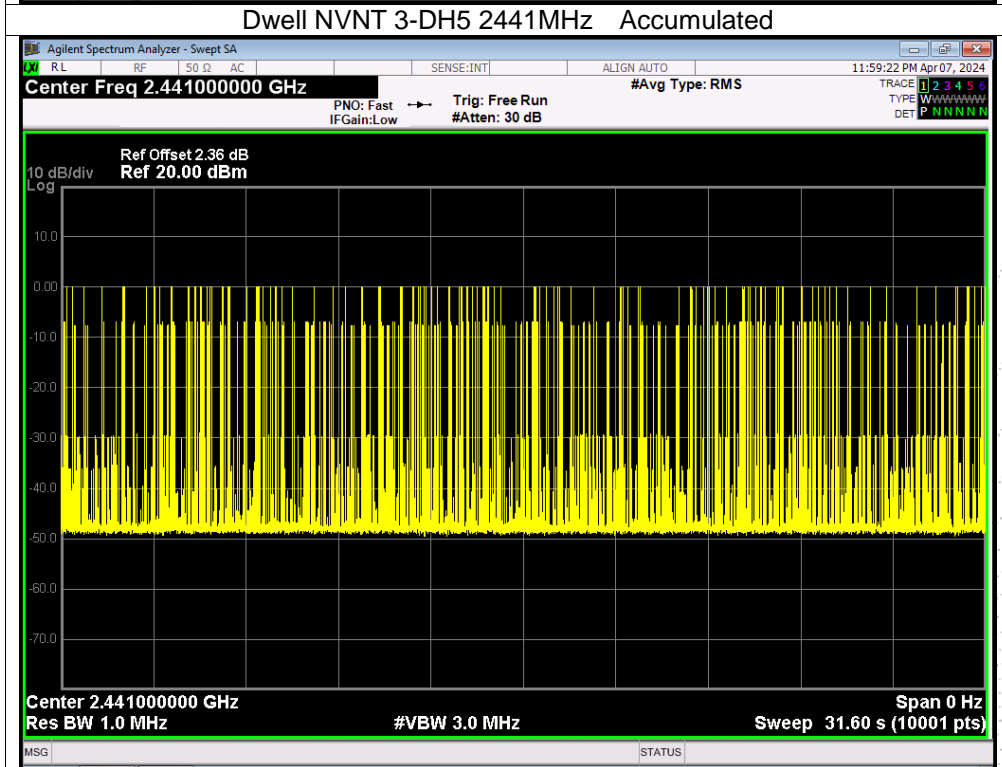 Dwell NVNT 3-DH5 2441MHz Accumulated
Agilent Spectrum Analyzer - Swept SA
LXI RL RF 50 Ω AC SENSE:INT ALIGN AUTO 11:59:22 PM Apr 07, 2024
Center Freq 2.441000000 GHz #Avg Type: RMS TRACE 1 2 3 4 5 6
PNO: Fast Trig: Free Run TYPE WWWWWW
IFGain:Low #Atten: 30 dB DET P N N N N N
Ref Offset 2.36 dB
10 dB/div Ref 20.00 dBm
Log
10.0
0.00
-10.0
-20.0
-30.0
-40.0
-50.0
-60.0
-70.0
Center 2.441000000 GHz Span 0 Hz
Res BW 1.0 MHz #VBW 3.0 MHz Sweep 31.60 s (10001 pts)
MSG STATUS